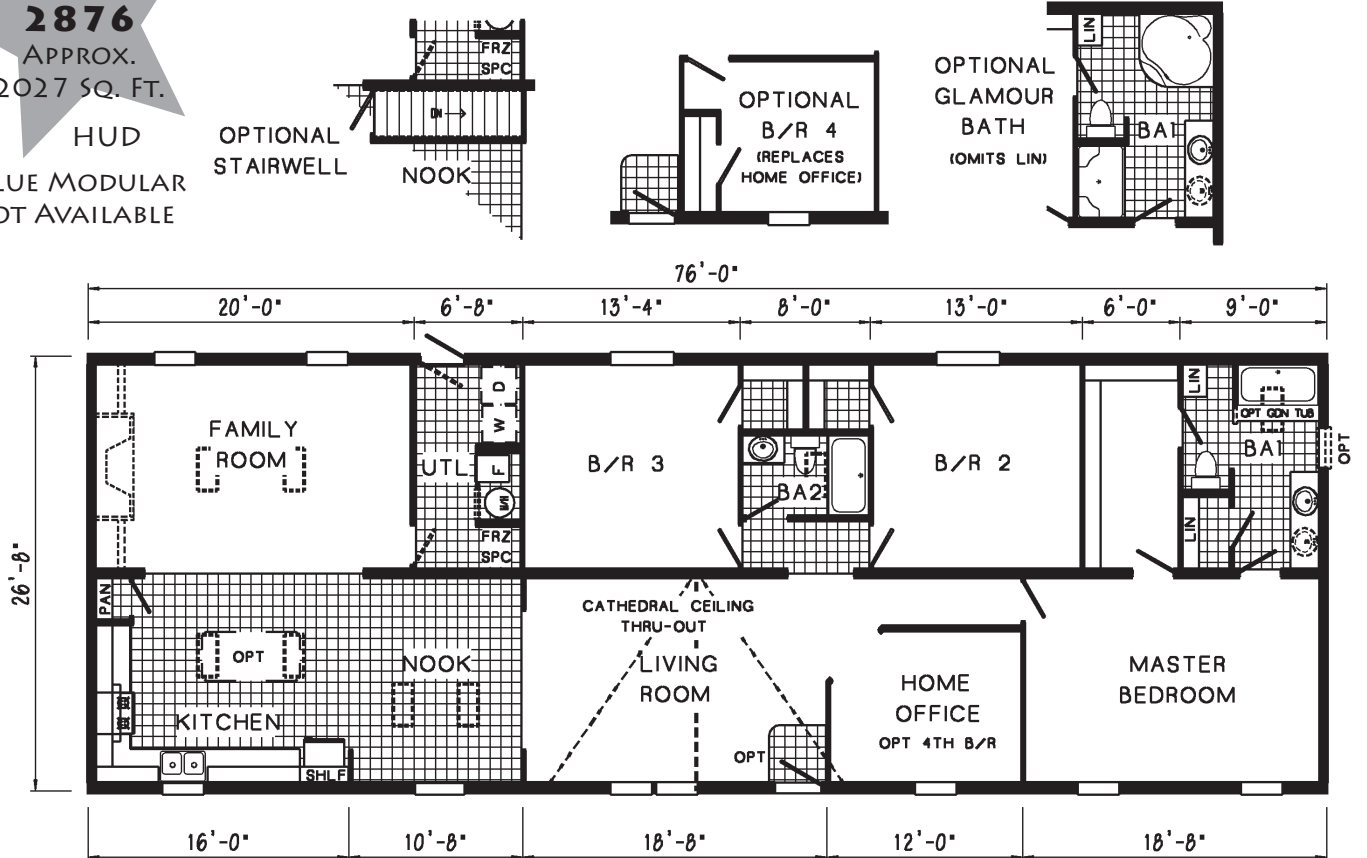 2876
APPROX.
2027 SQ. FT.
HUD
LUE MODULAR
OT AVAILABLE
OPTIONAL
STAIRWELL
FRZ
SPC
DN
NOOK
OPTIONAL
B/R 4
(REPLACES
HOME OFFICE)
OPTIONAL
GLAMOUR
BATH
(OMITS LIN)
LIN
BA1
76'-0"
20'-0"
6'-8"
13'-4"
8'-0"
13'-0"
6'-0"
9'-0"
26'-8"
FAMILY
ROOM
UTL
D
W
F
W/H
FRZ
SPC
B/R 3
BA2
B/R 2
LIN
LIN
OPT GDN TUB
BA1
OPT
PAN
OPT
KITCHEN
SHLF
NOOK
CATHEDRAL CEILING
THRU-OUT
LIVING
ROOM
OPT
HOME
OFFICE
OPT 4TH B/R
MASTER
BEDROOM
16'-0"
10'-8"
18'-8"
12'-0"
18'-8"